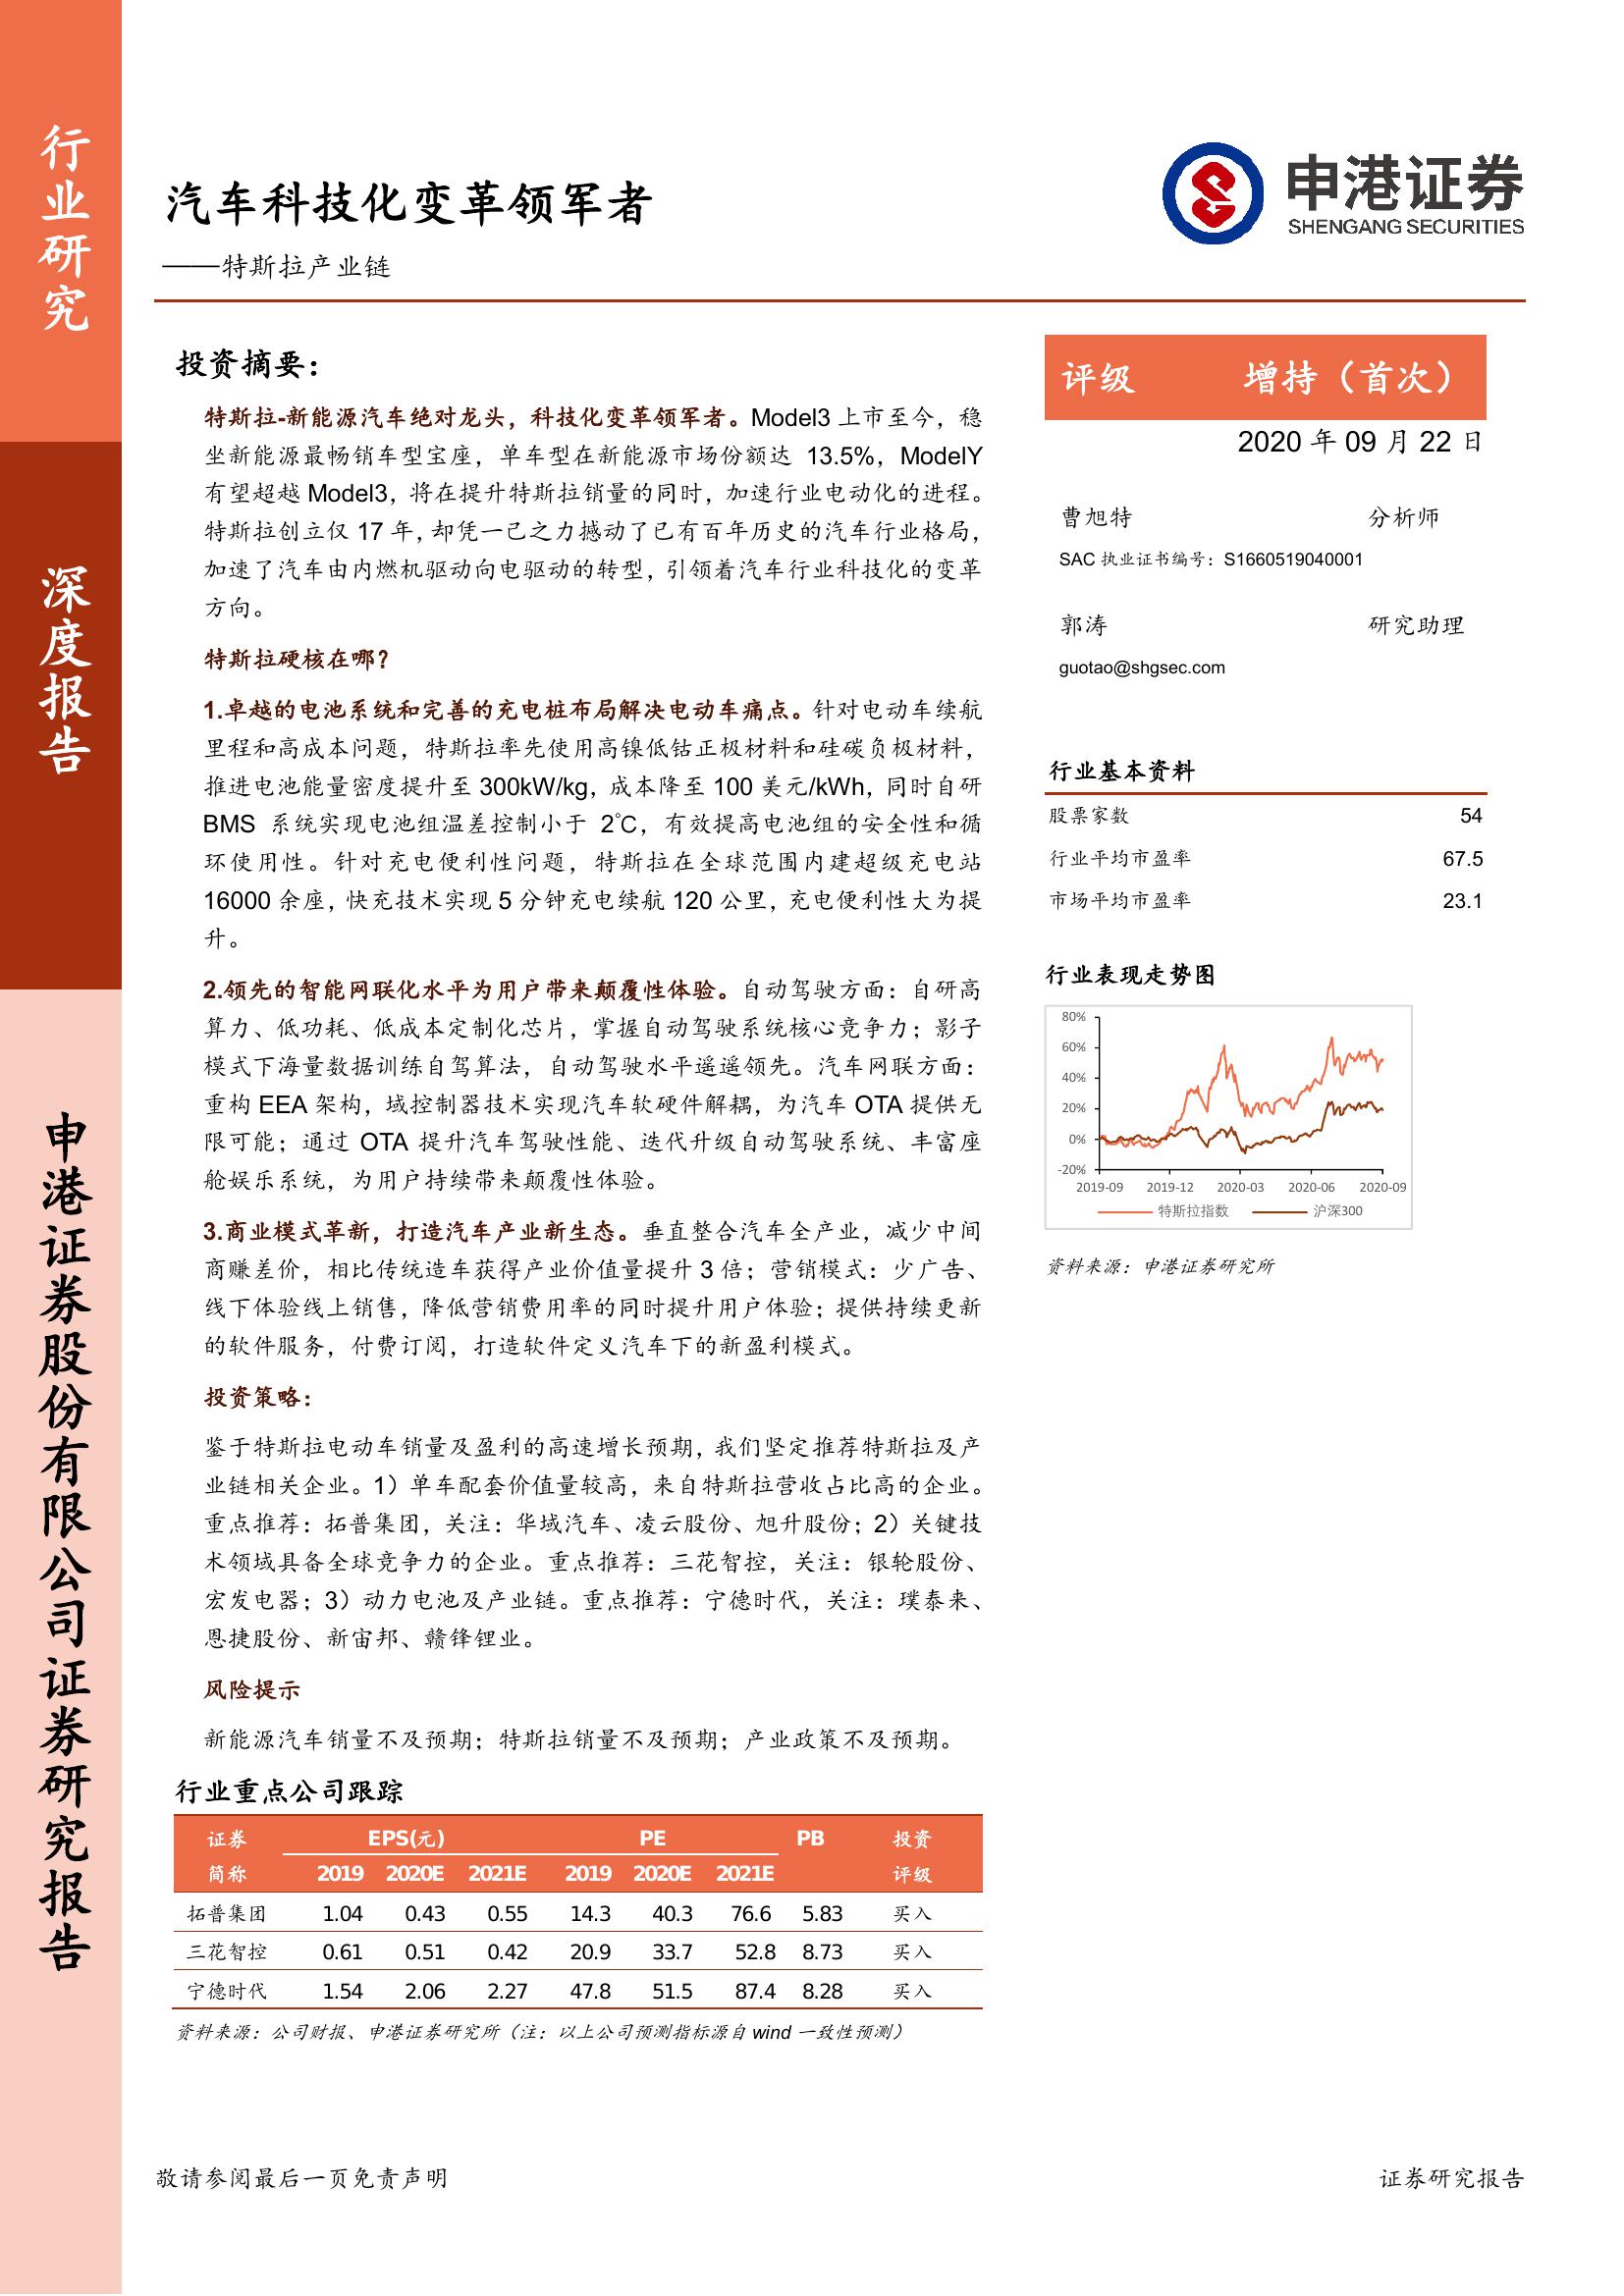 行业研究
深度报告
申港证券股份有限公司证券研究报告
汽车科技化变革领军者
——特斯拉产业链
申港证券
SHENGANG SECURITIES
投资摘要：
特斯拉-新能源汽车绝对龙头，科技化变革领军者。Model3 上市至今，稳
坐新能源最畅销车型宝座，单车型在新能源市场份额达 13.5%，ModelY
有望超越 Model3，将在提升特斯拉销量的同时，加速行业电动化的进程。
特斯拉创立仅 17 年，却凭一己之力撼动了已有百年历史的汽车行业格局，
加速了汽车由内燃机驱动向电驱动的转型，引领着汽车行业科技化的变革
方向。
特斯拉硬核在哪？
1.卓越的电池系统和完善的充电桩布局解决电动车痛点。针对电动车续航
里程和高成本问题，特斯拉率先使用高镍低钴正极材料和硅碳负极材料，
推进电池能量密度提升至 300kW/kg，成本降至 100 美元/kWh，同时自研
BMS 系统实现电池组温差控制小于 2℃，有效提高电池组的安全性和循
环使用性。针对充电便利性问题，特斯拉在全球范围内建超级充电站
16000 余座，快充技术实现 5 分钟充电续航 120 公里，充电便利性大为提
升。
2.领先的智能网联化水平为用户带来颠覆性体验。自动驾驶方面：自研高
算力、低功耗、低成本定制化芯片，掌握自动驾驶系统核心竞争力；影子
模式下海量数据训练自驾算法，自动驾驶水平遥遥领先。汽车网联方面：
重构 EEA 架构，域控制器技术实现汽车软硬件解耦，为汽车 OTA 提供无
限可能；通过 OTA 提升汽车驾驶性能、迭代升级自动驾驶系统、丰富座
舱娱乐系统，为用户持续带来颠覆性体验。
3.商业模式革新，打造汽车产业新生态。垂直整合汽车全产业，减少中间
商赚差价，相比传统造车获得产业价值量提升 3 倍；营销模式：少广告、
线下体验线上销售，降低营销费用率的同时提升用户体验；提供持续更新
的软件服务，付费订阅，打造软件定义汽车下的新盈利模式。
投资策略：
鉴于特斯拉电动车销量及盈利的高速增长预期，我们坚定推荐特斯拉及产
业链相关企业。1）单车配套价值量较高，来自特斯拉营收占比高的企业。
重点推荐：拓普集团，关注：华域汽车、凌云股份、旭升股份；2）关键技
术领域具备全球竞争力的企业。重点推荐：三花智控，关注：银轮股份、
宏发电器；3）动力电池及产业链。重点推荐：宁德时代，关注：璞泰来、
恩捷股份、新宙邦、赣锋锂业。
风险提示
新能源汽车销量不及预期；特斯拉销量不及预期；产业政策不及预期。
行业重点公司跟踪
证券 EPS(元) PE PB 投资
简称 2019 2020E 2021E 2019 2020E 2021E 评级
拓普集团 1.04 0.43 0.55 14.3 40.3 76.6 5.83 买入
三花智控 0.61 0.51 0.42 20.9 33.7 52.8 8.73 买入
宁德时代 1.54 2.06 2.27 47.8 51.5 87.4 8.28 买入
资料来源：公司财报、申港证券研究所（注：以上公司预测指标源自 wind 一致性预测）
评级 增持（首次）
2020 年 09 月 22 日
曹旭特 分析师
SAC 执业证书编号：S1660519040001
郭涛 研究助理
guotao@shgsec.com
行业基本资料
股票家数 54
行业平均市盈率 67.5
市场平均市盈率 23.1
行业表现走势图
80%
60%
40%
20%
0%
-20%
2019-09 2019-12 2020-03 2020-06 2020-09
特斯拉指数 沪深300
资料来源：申港证券研究所
敬请参阅最后一页免责声明 证券研究报告